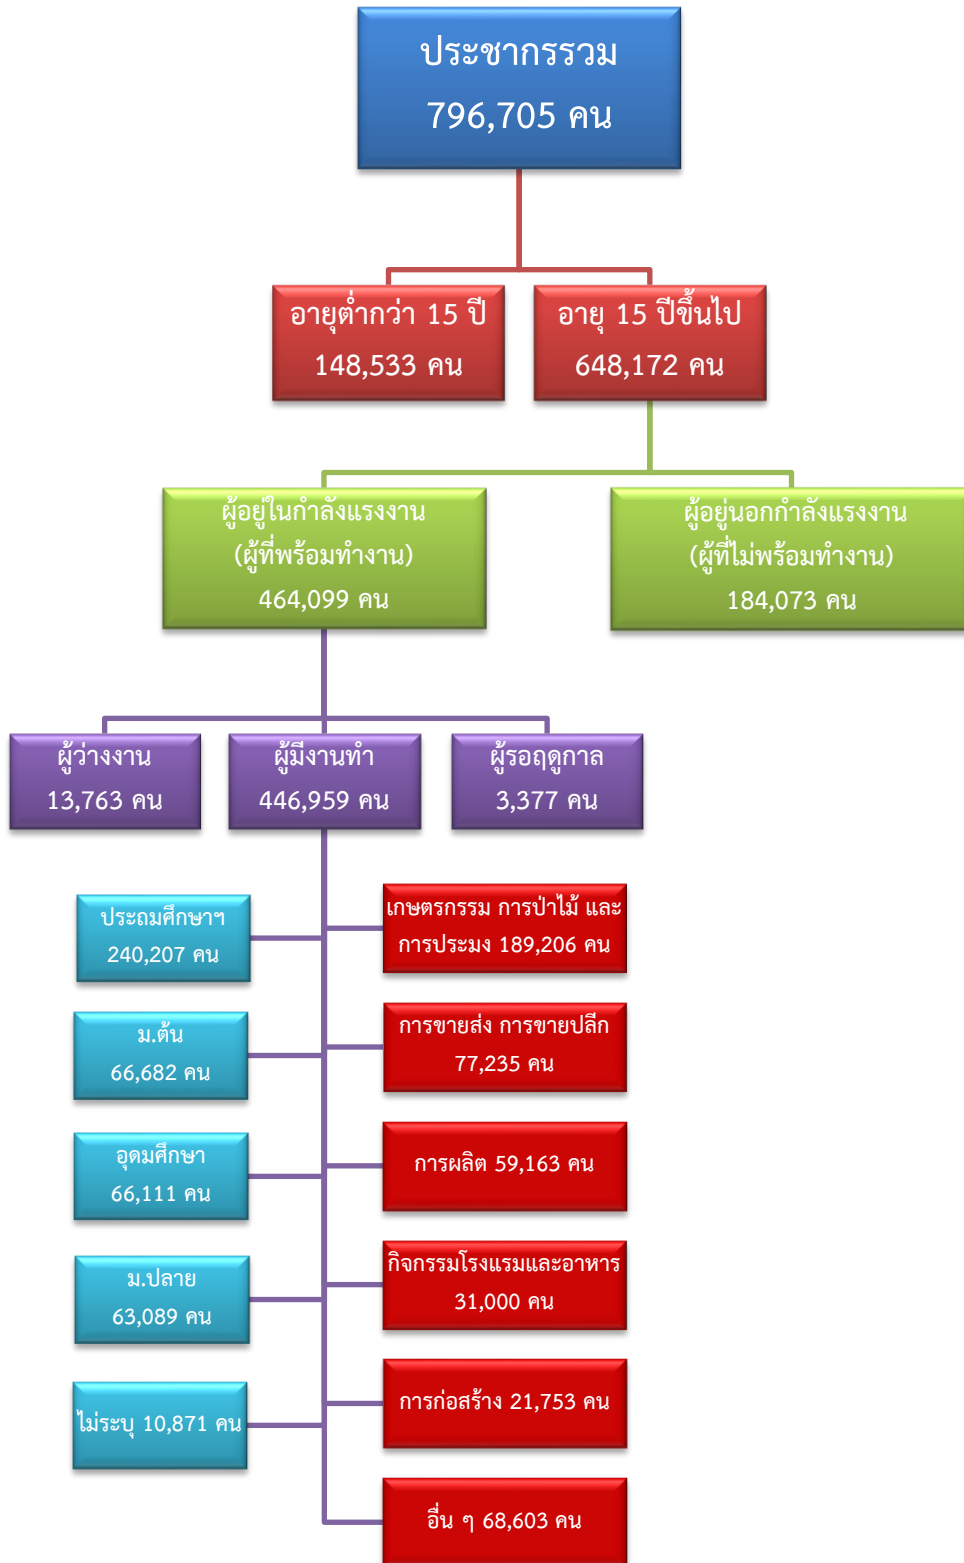 ประชากรรวม
796,705 คน
อายุต่ำกว่า 15 ปี
148,533 คน
อายุ 15 ปีขึ้นไป
648,172 คน
ผู้อยู่ในกำลังแรงงาน
(ผู้ที่พร้อมทำงาน)
464,099 คน
ผู้อยู่นอกกำลังแรงงาน
(ผู้ที่ไม่พร้อมทำงาน)
184,073 คน
ผู้ว่างงาน
13,763 คน
ผู้มีงานทำ
446,959 คน
ผู้รอฤดูกาล
3,377 คน
ประถมศึกษาฯ
240,207 คน
ม.ต้น
66,682 คน
อุดมศึกษา
66,111 คน
ม.ปลาย
63,089 คน
ไม่ระบุ 10,871 คน
เกษตรกรรม การป่าไม้ และ
การประมง 189,206 คน
การขายส่ง การขายปลีก
77,235 คน
การผลิต 59,163 คน
กิจกรรมโรงแรมและอาหาร
31,000 คน
การก่อสร้าง 21,753 คน
อื่น ๆ 68,603 คน